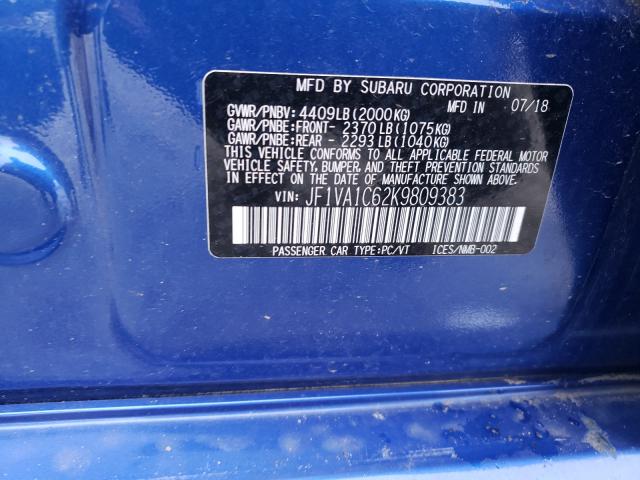 MFD BY SUBARU CORPORATION
MFD IN 07/18
GVWR/PNBV: 4409LB(2000KG)
GAWR/PNBE:FRONT- 2370LB(1075KG)
GAWR/PNBE:REAR - 2293LB(1040KG)
THIS VEHICLE CONFORMS TO ALL APPLICABLE FEDERAL MOTOR
VEHICLE SAFETY, BUMPER, AND THEFT PREVENTION STANDARDS
IN EFFECT ON THE DATE OF MANUFACTURE SHOWN ABOVE.
VIN: JF1VA1C62K9809383
PASSENGER CAR TYPE:PC/VT ICES/NMB-002